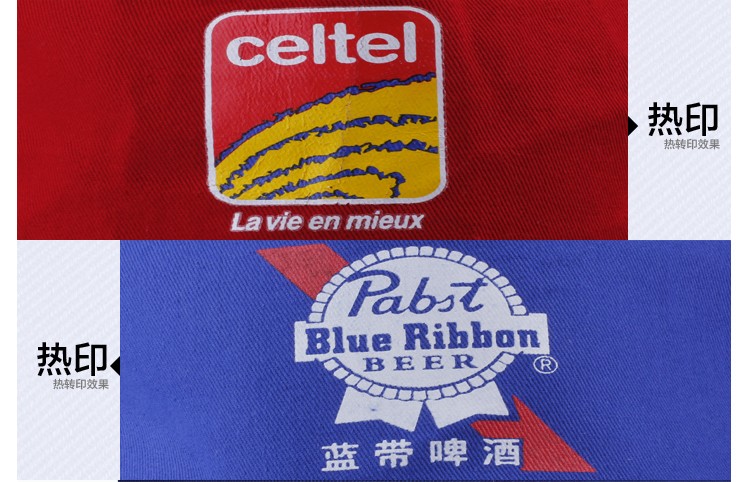 celtel
La vie en mieux
热印
热转印效果
Pabst
Blue Ribbon
BEER
®
蓝带啤酒
热印
热转印效果